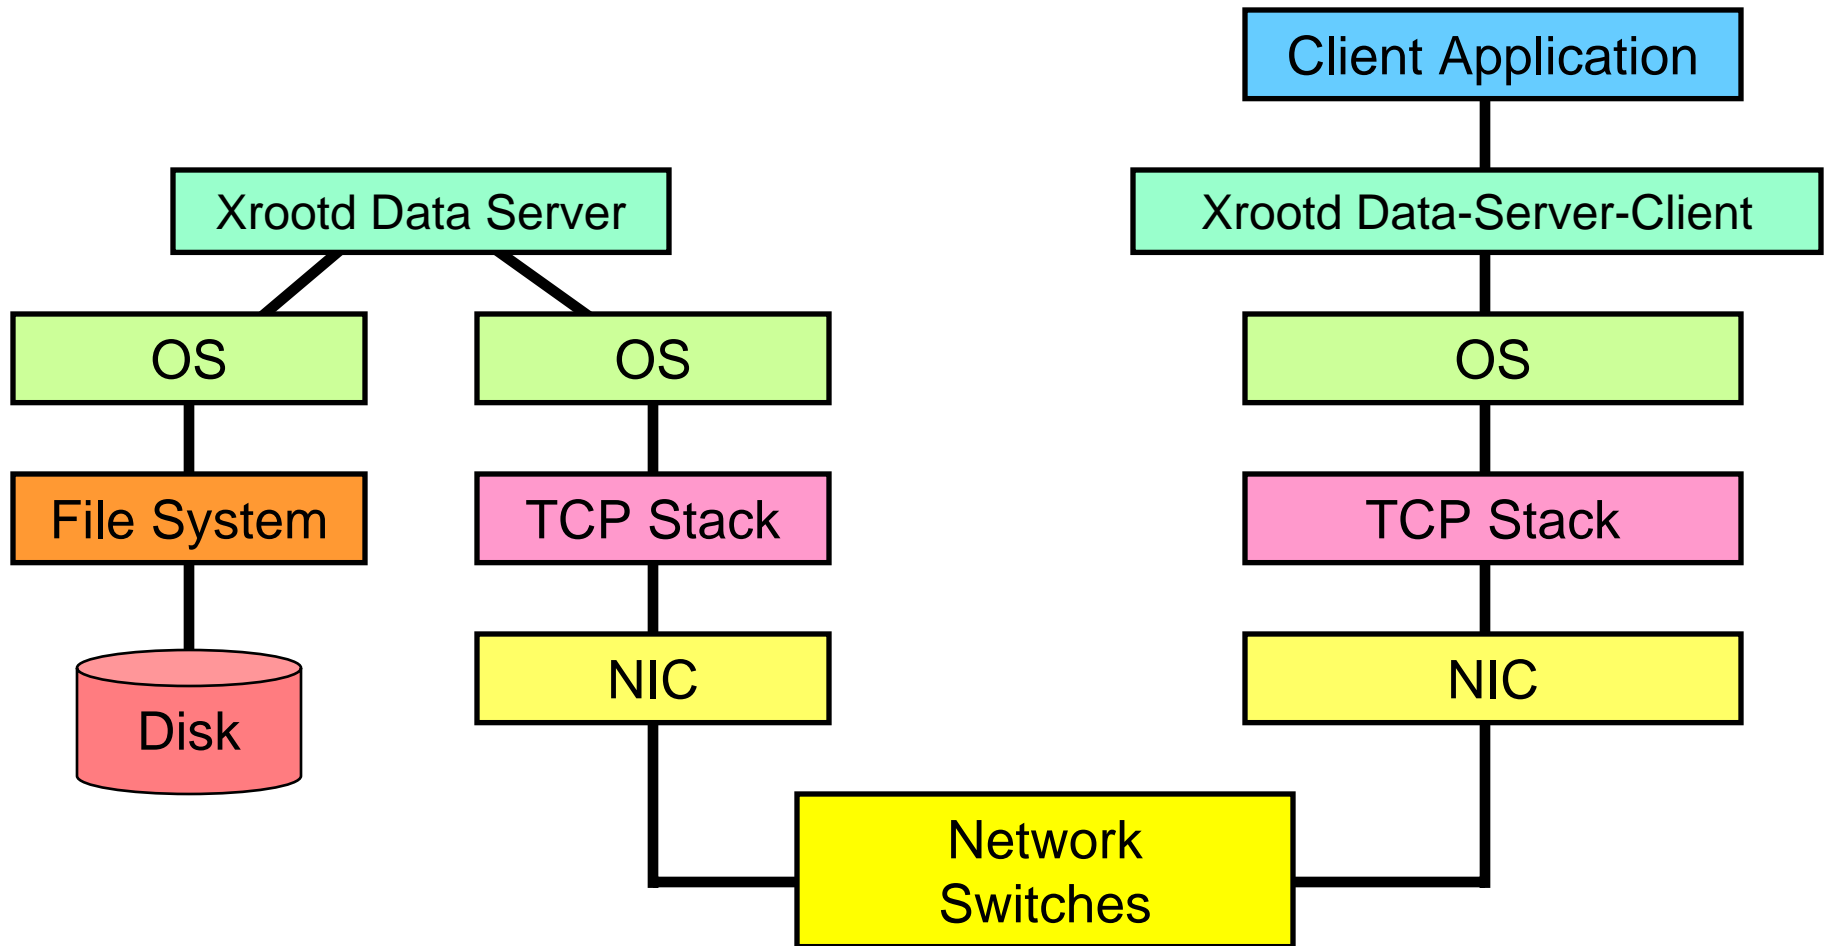 Client Application
Xrootd Data Server
Xrootd Data-Server-Client
OS
OS
OS
File System
TCP Stack
TCP Stack
NIC
NIC
Disk
Network
Switches